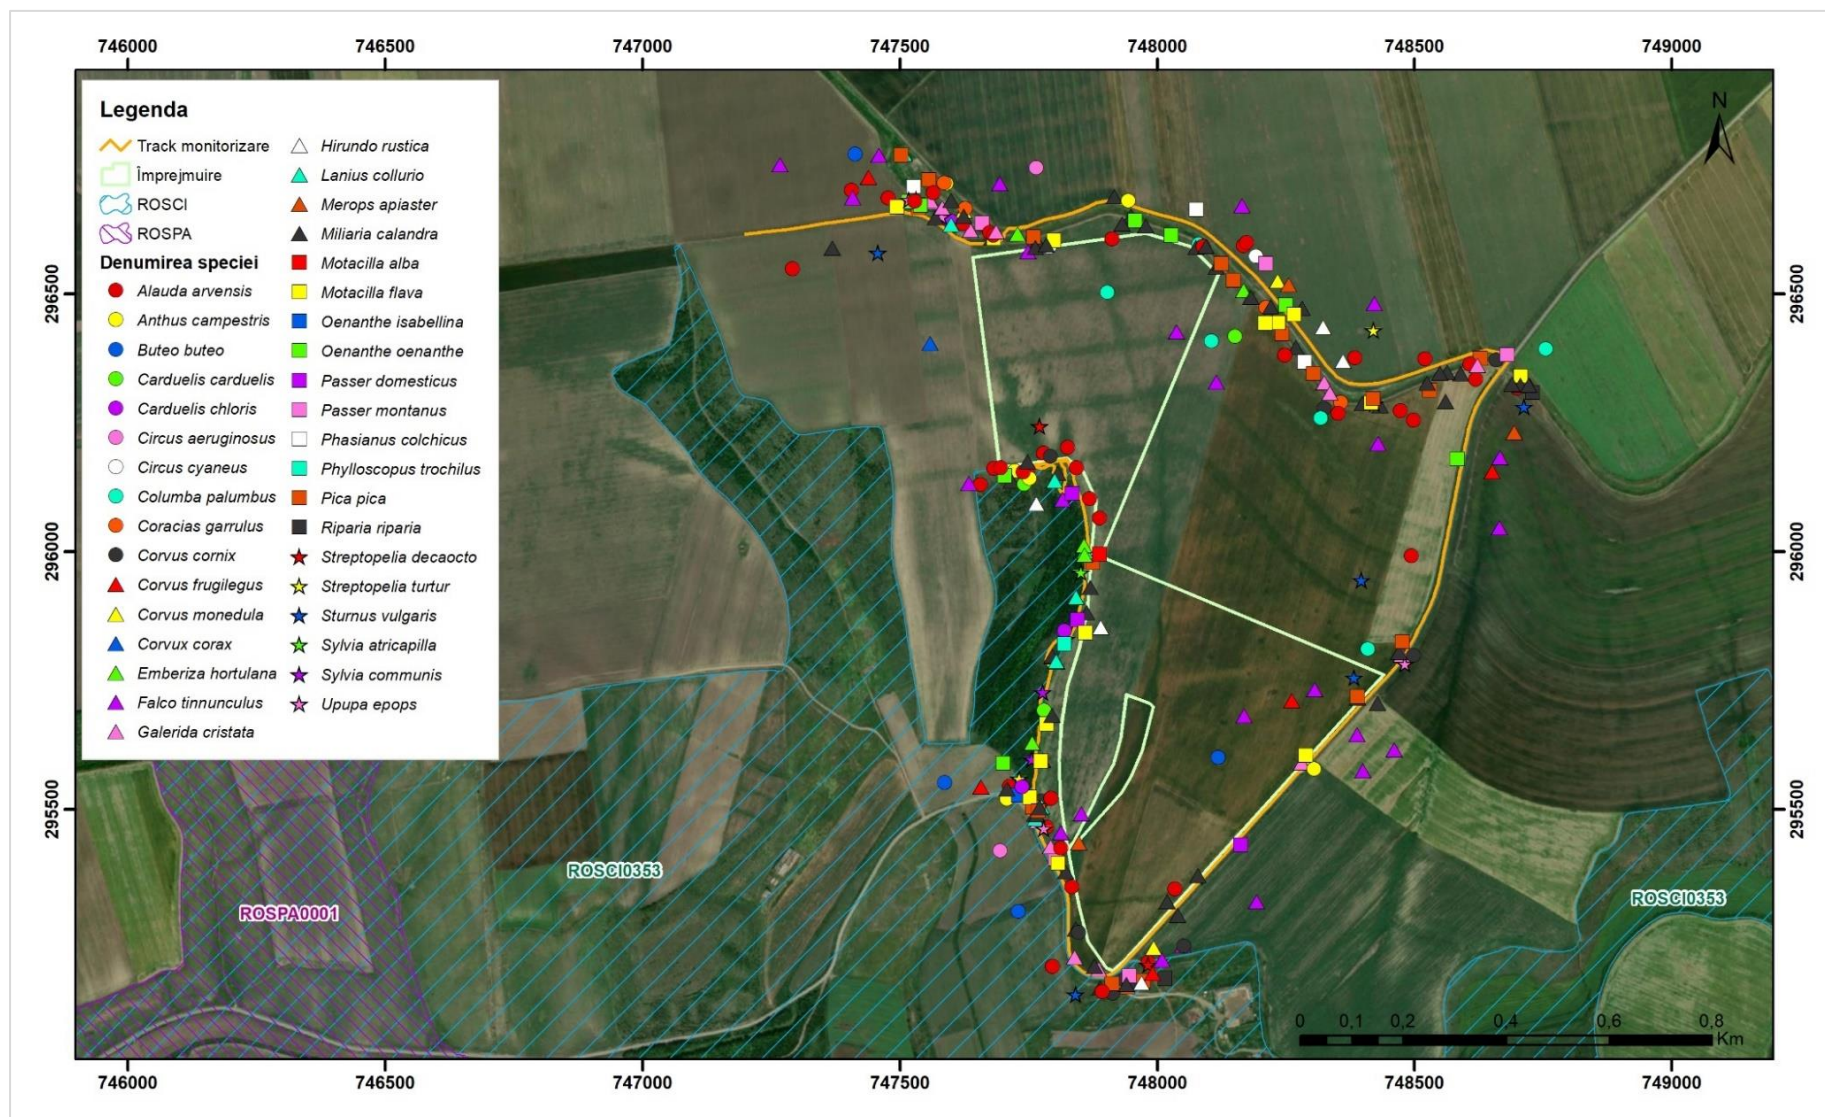 746000 746500 747000 747500 748000 748500 749000
Legenda
Track monitorizare
Împrejmuire
ROSCI
ROSPA
Denumirea speciei
Alauda arvensis
Anthus campestris
Buteo buteo
Carduelis carduelis
Carduelis chloris
Circus aeruginosus
Circus cyaneus
Columba palumbus
Coracias garrulus
Corvus cornix
Corvus frugilegus
Corvus monedula
Corvux corax
Emberiza hortulana
Falco tinnunculus
Galerida cristata
Hirundo rustica
Lanius collurio
Merops apiaster
Miliaria calandra
Motacilla alba
Motacilla flava
Oenanthe isabellina
Oenanthe oenanthe
Passer domesticus
Passer montanus
Phasianus colchicus
Phylloscopus trochilus
Pica pica
Riparia riparia
Streptopelia decaocto
Streptopelia turtur
Sturnus vulgaris
Sylvia atricapilla
Sylvia communis
Upupa epops
N
296500 296500
296000 296000
295500 295500
ROSCI0353
ROSPA0001
ROSCI0353
0 0,1 0,2 0,4 0,6 0,8
Km
746000 746500 747000 747500 748000 748500 749000